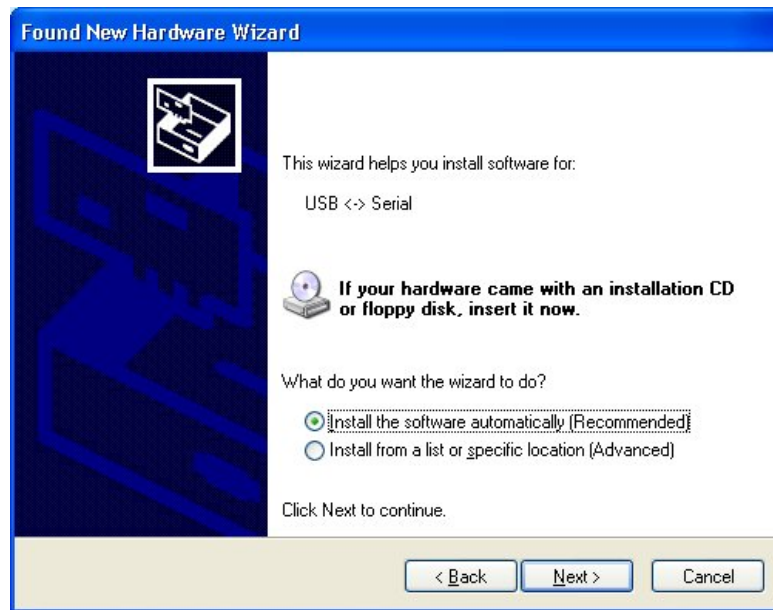 Found New Hardware Wizard
This wizard helps you install software for:
USB <-> Serial
If your hardware came with an installation CD
or floppy disk, insert it now.
What do you want the wizard to do?
Install the software automatically (Recommended)
Install from a list or specific location (Advanced)
Click Next to continue.
< Back Next > Cancel